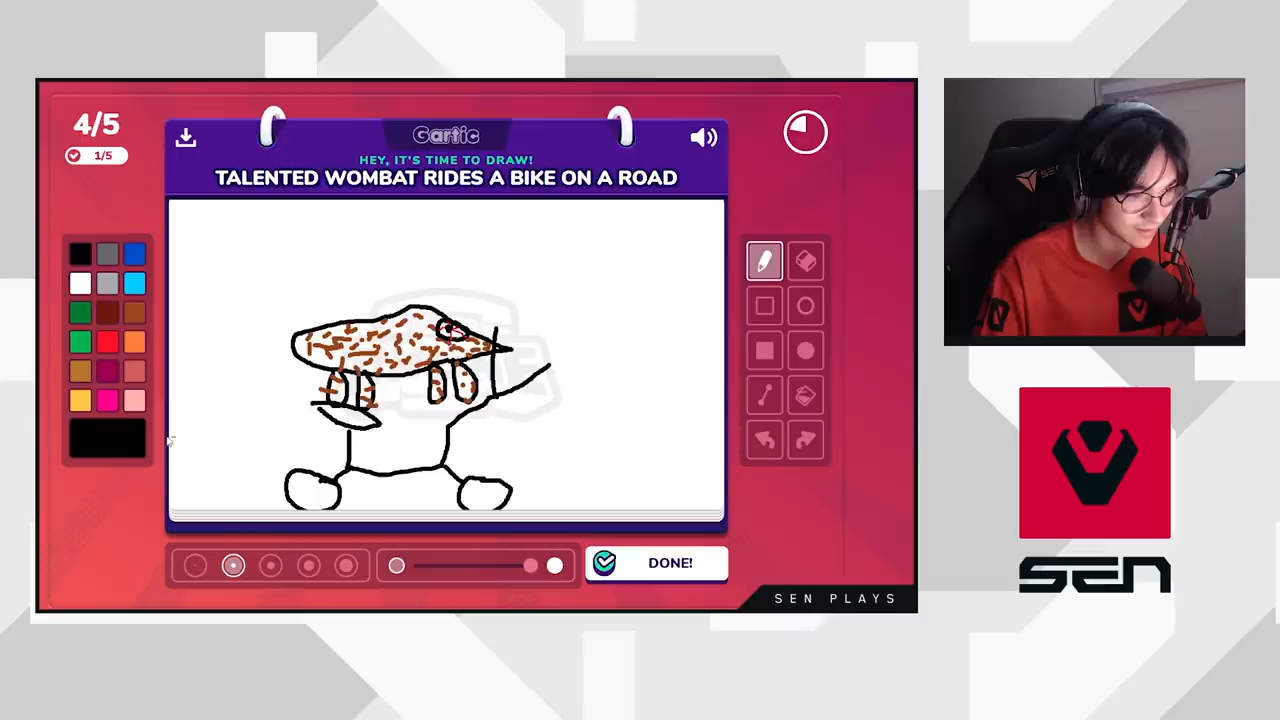 4/5
1/5
Gartic
HEY, IT'S TIME TO DRAW!
TALENTED WOMBAT RIDES A BIKE ON A ROAD
DONE!
SEN PLAYS
SEN